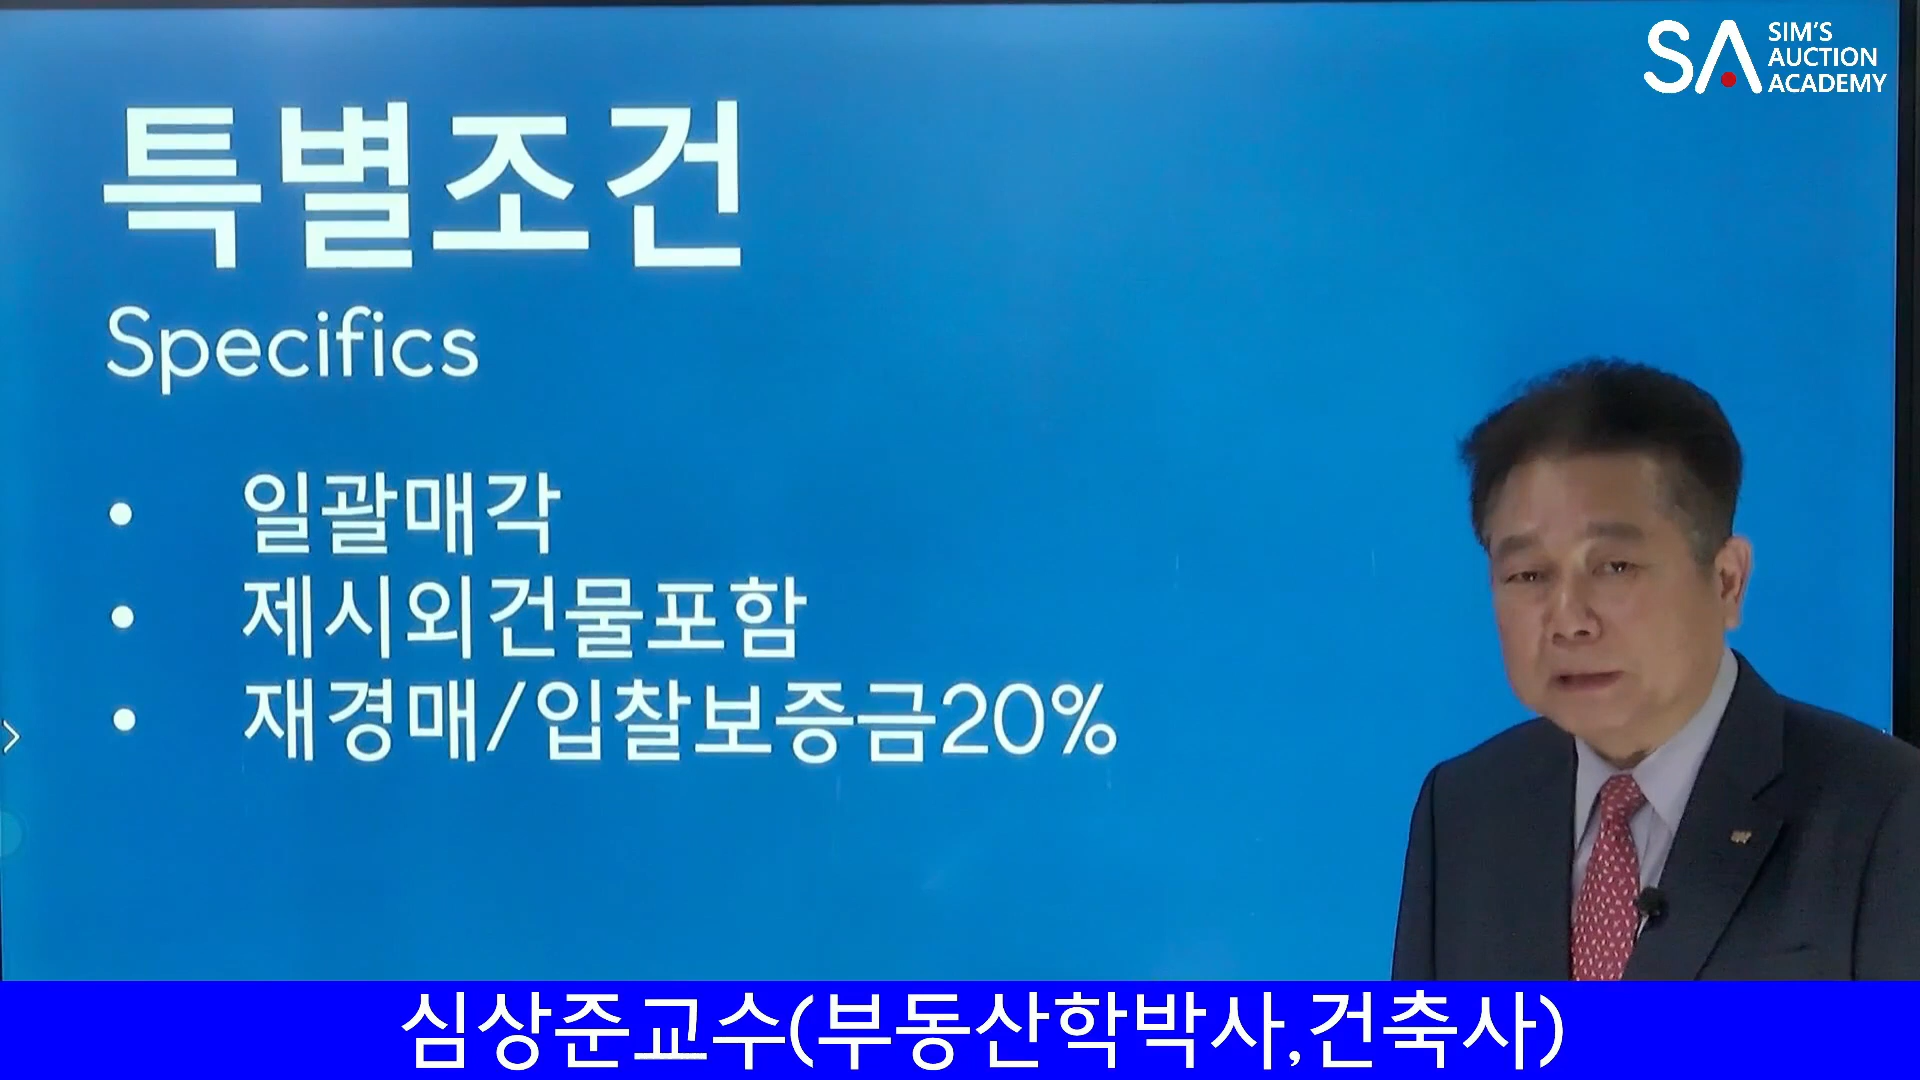 SA SIM'S
AUCTION
ACADEMY
특별조건
Specifics
• 일괄매각
• 제시외건물포함
• 재경매/입찰보증금20%
심상준교수(부동산학박사,건축사)